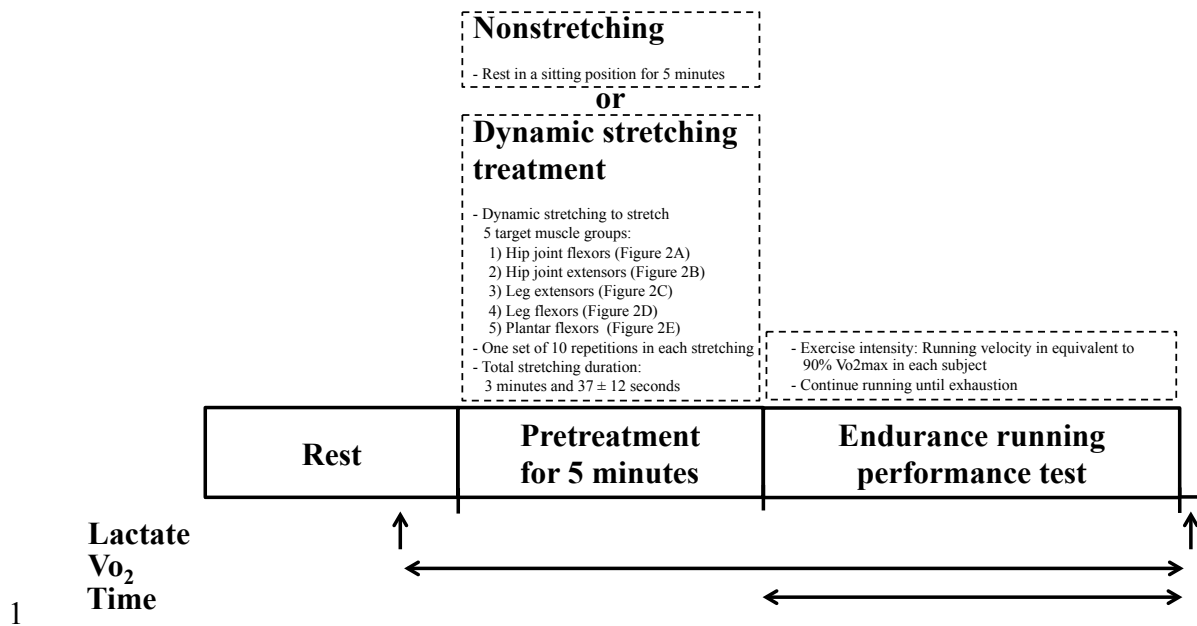 Nonstretching
- Rest in a sitting position for 5 minutes
or
Dynamic stretching
treatment
- Dynamic stretching to stretch
5 target muscle groups:
1) Hip joint flexors (Figure 2A)
2) Hip joint extensors (Figure 2B)
3) Leg extensors (Figure 2C)
4) Leg flexors (Figure 2D)
5) Plantar flexors (Figure 2E)
- One set of 10 repetitions in each stretching
- Total stretching duration:
3 minutes and 37 ± 12 seconds
- Exercise intensity: Running velocity in equivalent to
90% Vo2max in each subject
- Continue running until exhaustion
Rest
Pretreatment
for 5 minutes
Endurance running
performance test
Lactate
Vo₂
Time
1